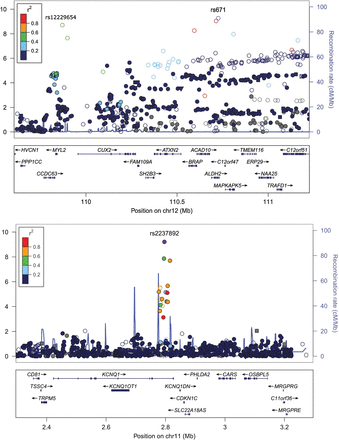 10
r²
0.8
0.6
0.4
0.2
rs12229654
rs671
100
80
60
40
20
0
8
6
4
2
0
Recombination rate (cM/Mb)
HVCN1
MYL2
CUX2
ATXN2
ACAD10
TMEM116
C12orf51
PPP1CC
FAM109A
BRAP
C12orf47
ERP29
CCDC63
SH2B3
ALDH2
NAA25
MAPKAPK5
TRAFD1
110
110.5
111
Position on chr12 (Mb)
rs2237892
10
r²
0.8
0.6
0.4
0.2
100
80
60
40
20
0
8
6
4
2
0
Recombination rate (cM/Mb)
CD81
KCNQ1
PHLDA2
CARS
OSBPL5
TSSC4
KCNQ1OT1
KCNQ1DN
MRGPRG
TRPM5
CDKN1C
C11orf36
SLC22A18AS
MRGPRE
2.4
2.6
2.8
3
3.2
Position on chr11 (Mb)